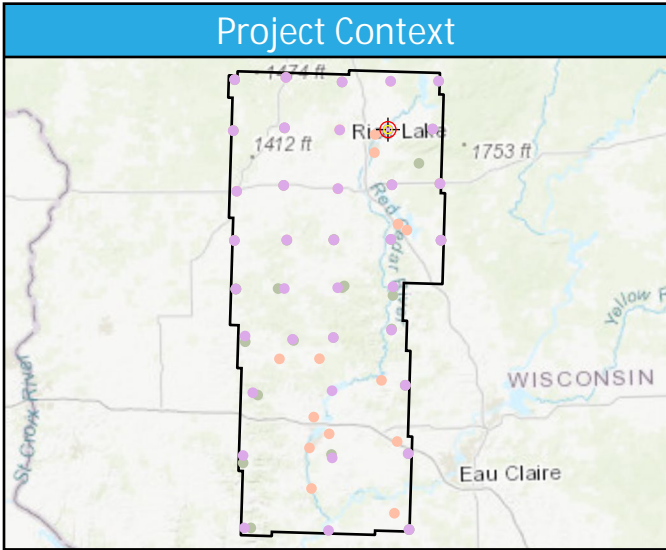 Project Context
1474 ft
Rice Lake
1412 ft
1753 ft
Red Cedar River
Yellow R
St Croix River
WISCONSIN
Eau Claire